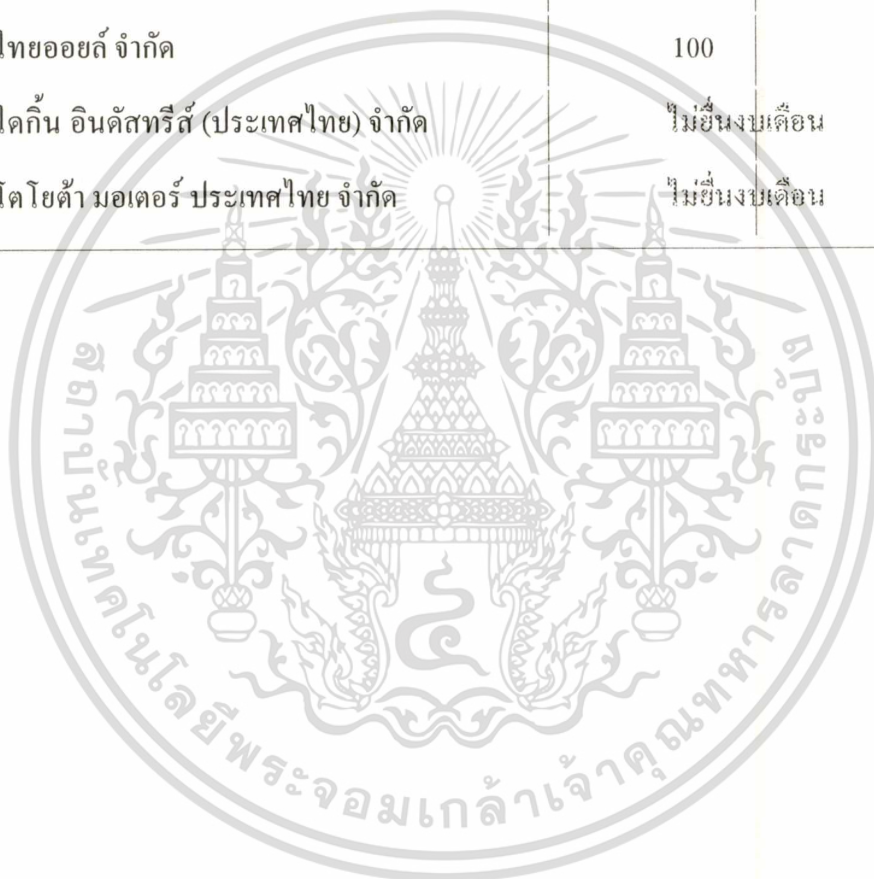 ไทยออยล์ จำกัด 100
ไดกิ้น อินดัสทรีส์ (ประเทศไทย) จำกัด ไม่ยื่นงบเดือน
โตโยต้า มอเตอร์ ประเทศไทย จำกัด ไม่ยื่นงบเดือน
สถาบันเทคโนโลยีพระจอมเกล้าเจ้าคุณทหารลาดกระบัง
๔